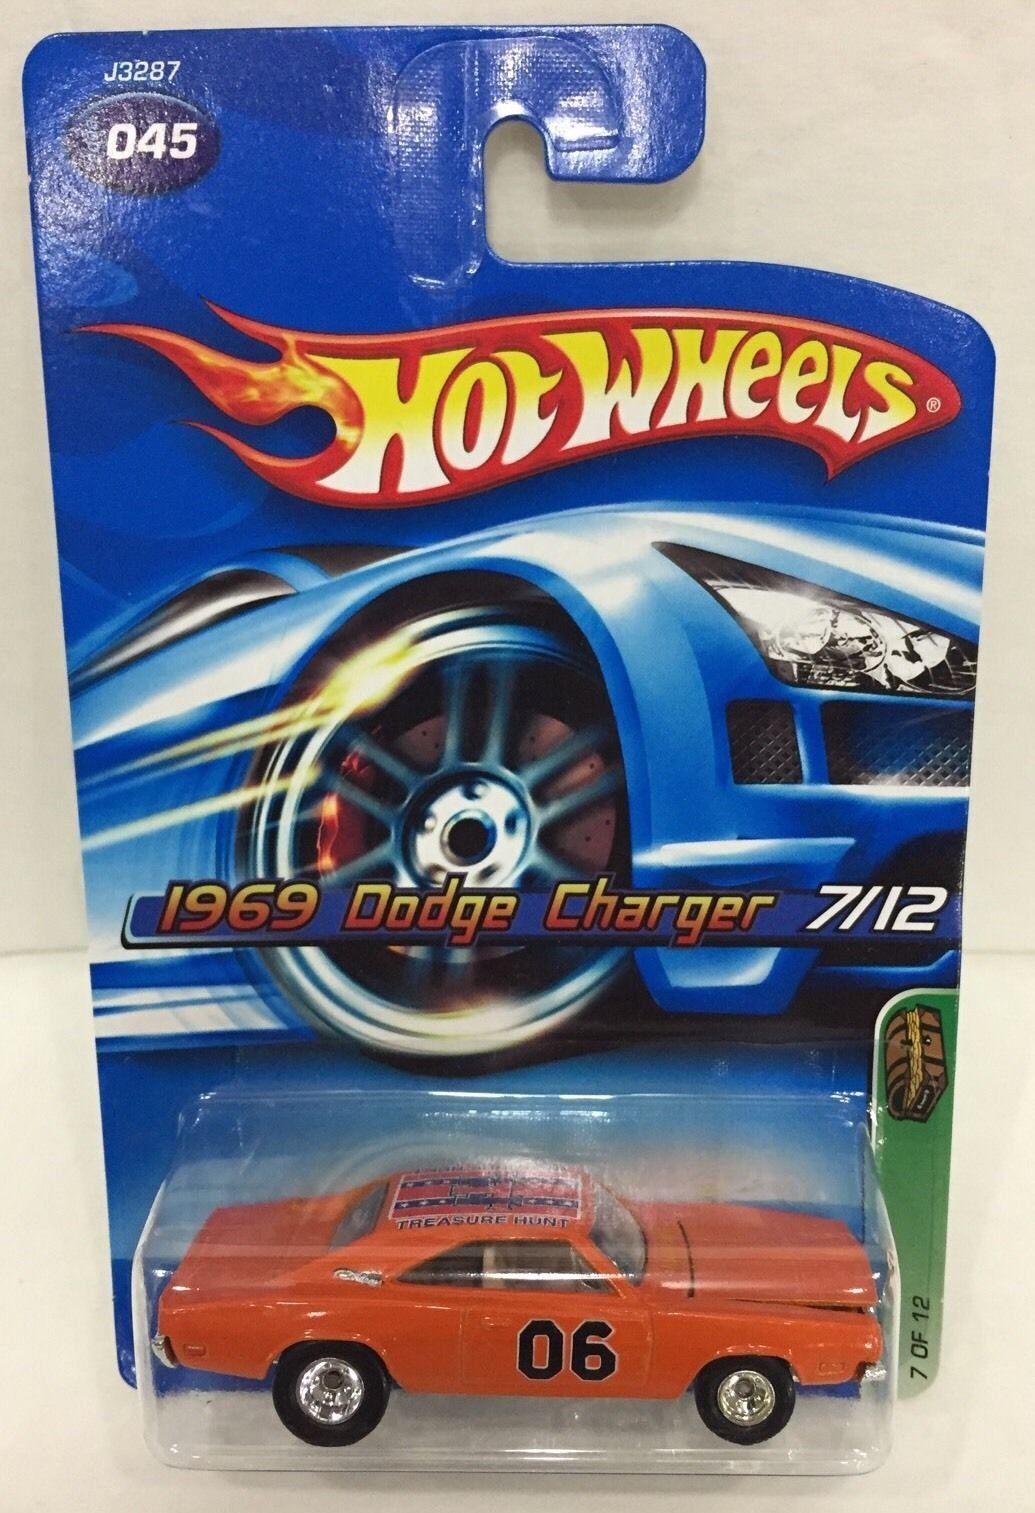 J3287
045
HOT WHEELS®
1969 Dodge Charger 7/12
TREASURE HUNT
06
7 OF 12